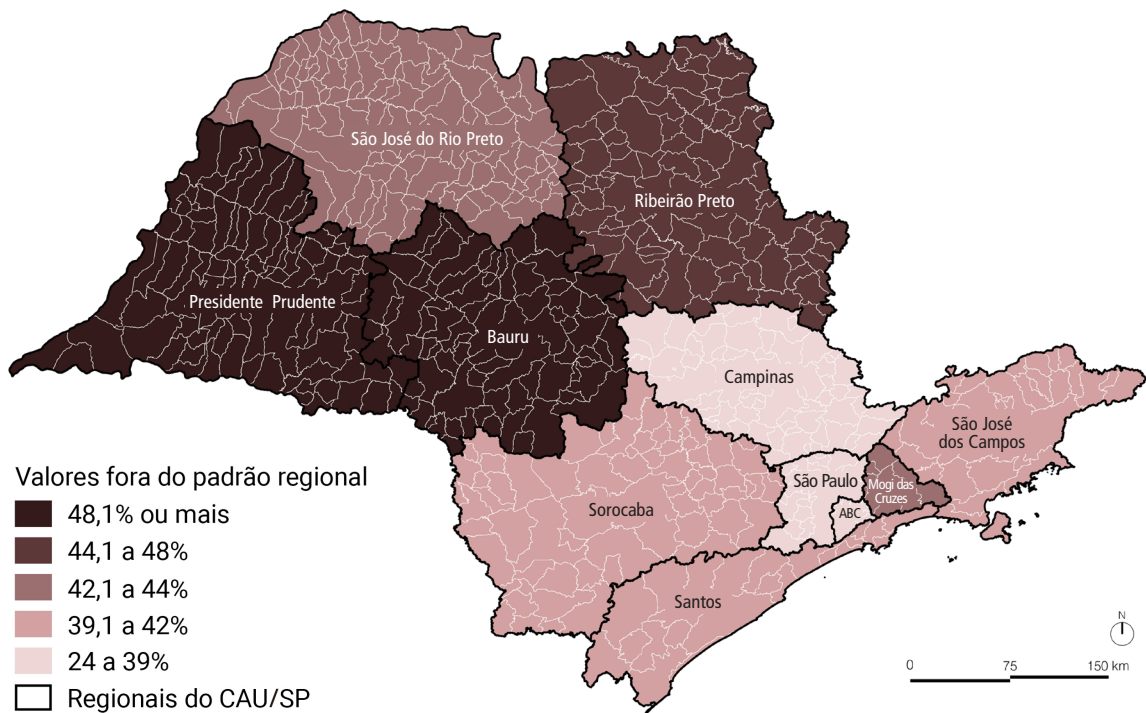 São José do Rio Preto
Ribeirão Preto
Presidente Prudente
Bauru
Campinas
São José
dos Campos
São Paulo
Mogi das
Cruzes
ABC
Sorocaba
Santos
Valores fora do padrão regional
48,1% ou mais
44,1 a 48%
42,1 a 44%
39,1 a 42%
24 a 39%
Regionais do CAU/SP
N
0 75 150 km